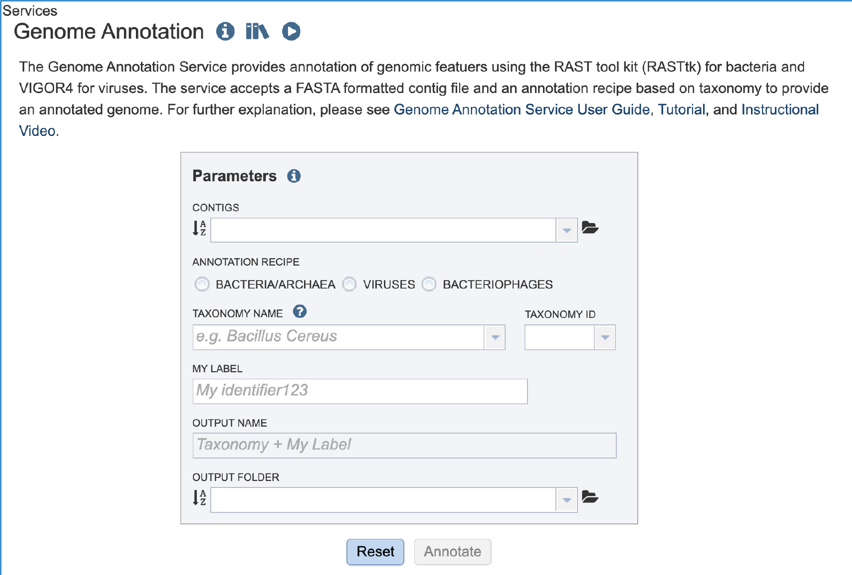 Services
Genome Annotation
The Genome Annotation Service provides annotation of genomic featuers using the RAST tool kit (RASTtk) for bacteria and
VIGOR4 for viruses. The service accepts a FASTA formatted contig file and an annotation recipe based on taxonomy to provide
an annotated genome. For further explanation, please see Genome Annotation Service User Guide, Tutorial, and Instructional
Video.
Parameters
CONTIGS
ANNOTATION RECIPE
BACTERIA/ARCHAEA VIRUSES BACTERIOPHAGES
TAXONOMY NAME TAXONOMY ID
e.g. Bacillus Cereus
MY LABEL
My identifier123
OUTPUT NAME
Taxonomy + My Label
OUTPUT FOLDER
Reset Annotate